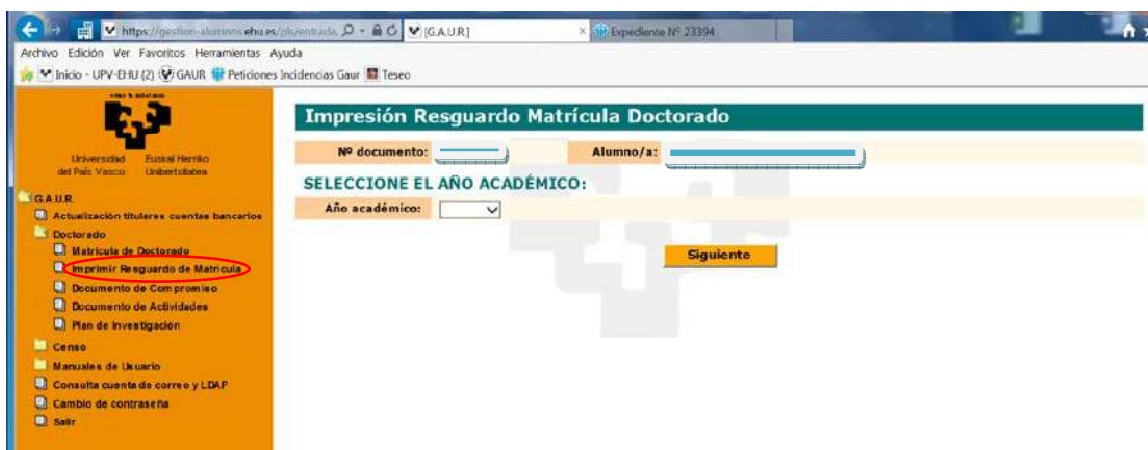 https://gestion-alumnos.ehu.es/pls/entrada,
[G.A.U.R]
Expediente Nº 23394
Archivo Edición Ver Favoritos Herramientas Ayuda
Inicio - UPV-EHU (2) GAUR Peticiones Incidencias Gaur Teseo
Universidad del País Vasco
Euskal Herriko Unibertsitatea
G.A.U.R.
Actualización titulares cuentas bancarias
Doctorado
Matrícula de Doctorado
Imprimir Resguardo de Matrícula
Documento de Compromiso
Documento de Actividades
Plan de Investigación
Censo
Manuales de Usuario
Consulta cuenta de correo y LDAP
Cambio de contraseña
Salir
Impresión Resguardo Matrícula Doctorado
Nº documento:
Alumno/a:
SELECCIONE EL AÑO ACADÉMICO:
Año académico:
Siguiente